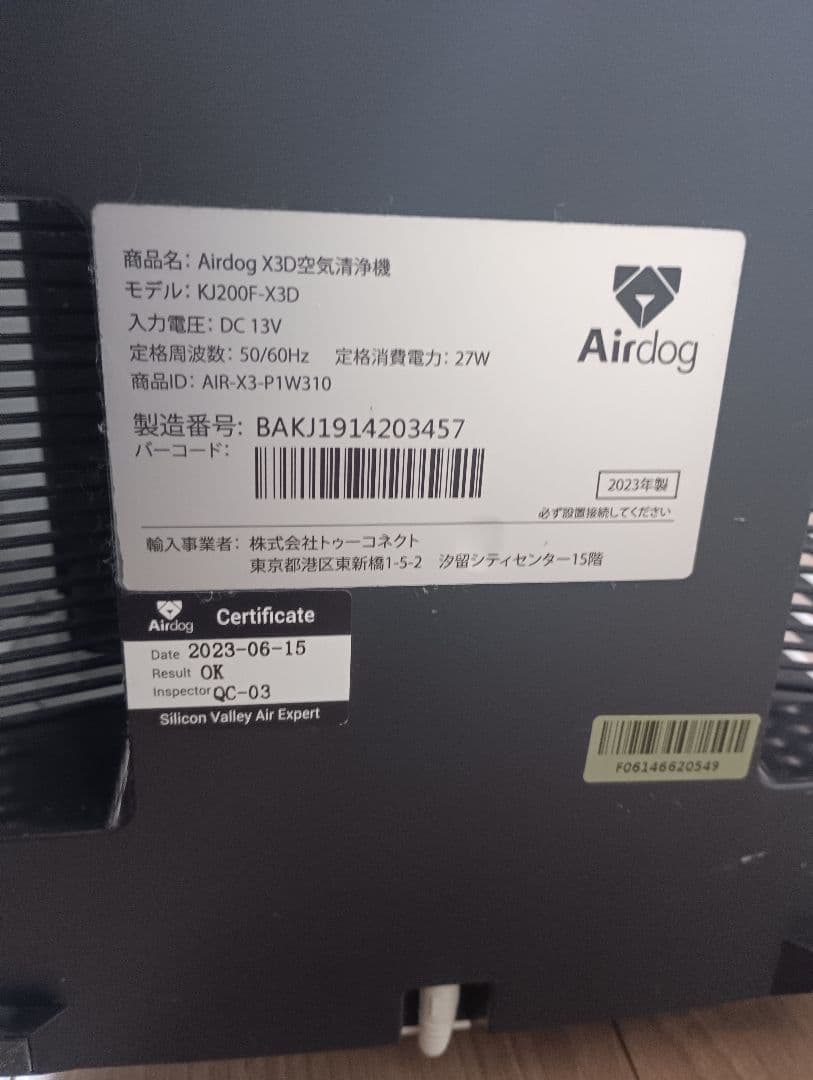 商品名：Airdog X3D空気清浄機
モデル：KJ200F-X3D
入力電圧：DC 13V
定格周波数：50/60Hz 定格消費電力：27W
商品ID：AIR-X3-P1W310
Airdog
製造番号：BAKJ1914203457
バーコード：
2023年製
必ず設置接続してください
輸入事業者：株式会社トゥーコネクト
東京都港区東新橋1-5-2 汐留シティセンター15階
Airdog Certificate
Date 2023-06-15
Result OK
Inspector QC-03
Silicon Valley Air Expert
F06146620549